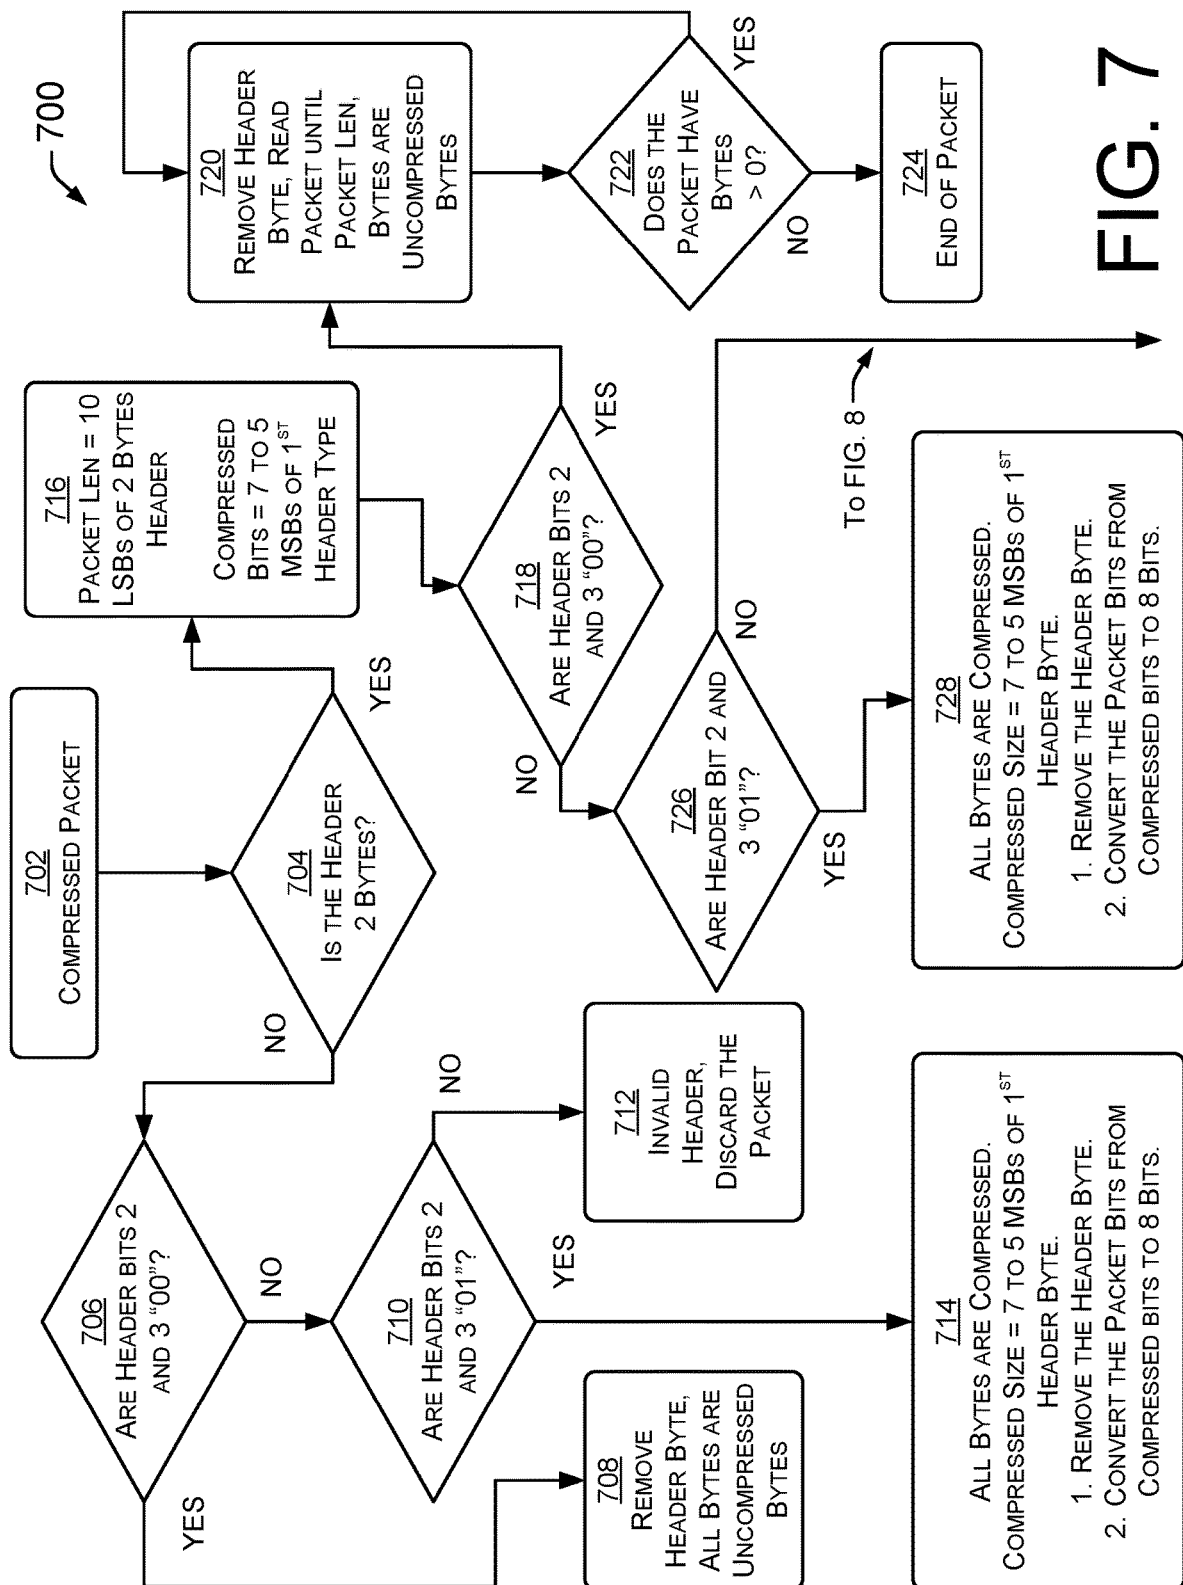 700
702
COMPRESSED PACKET
704
IS THE HEADER
2 BYTES?
NO
YES
706
ARE HEADER BITS 2
AND 3 “00”?
YES
NO
708
REMOVE
HEADER BYTE,
ALL BYTES ARE
UNCOMPRESSED
BYTES
710
ARE HEADER BITS 2
AND 3 “01”?
NO
YES
712
INVALID
HEADER,
DISCARD THE
PACKET
714
ALL BYTES ARE COMPRESSED.
COMPRESSED SIZE = 7 TO 5 MSBS OF 1ST
HEADER BYTE.
1. REMOVE THE HEADER BYTE.
2. CONVERT THE PACKET BITS FROM
COMPRESSED BITS TO 8 BITS.
716
PACKET LEN = 10
LSBS OF 2 BYTES
HEADER
COMPRESSED
BITS = 7 TO 5
MSBS OF 1ST
HEADER TYPE
718
ARE HEADER BITS 2
AND 3 “00”?
YES
NO
720
REMOVE HEADER
BYTE, READ
PACKET UNTIL
PACKET LEN,
BYTES ARE
UNCOMPRESSED
BYTES
722
DOES THE
PACKET HAVE
BYTES
> 0?
YES
NO
724
END OF PACKET
726
ARE HEADER BIT 2 AND
3 “01”?
NO
YES
TO FIG. 8
728
ALL BYTES ARE COMPRESSED.
COMPRESSED SIZE = 7 TO 5 MSBS OF 1ST
HEADER BYTE.
1. REMOVE THE HEADER BYTE.
2. CONVERT THE PACKET BITS FROM
COMPRESSED BITS TO 8 BITS.
FIG. 7